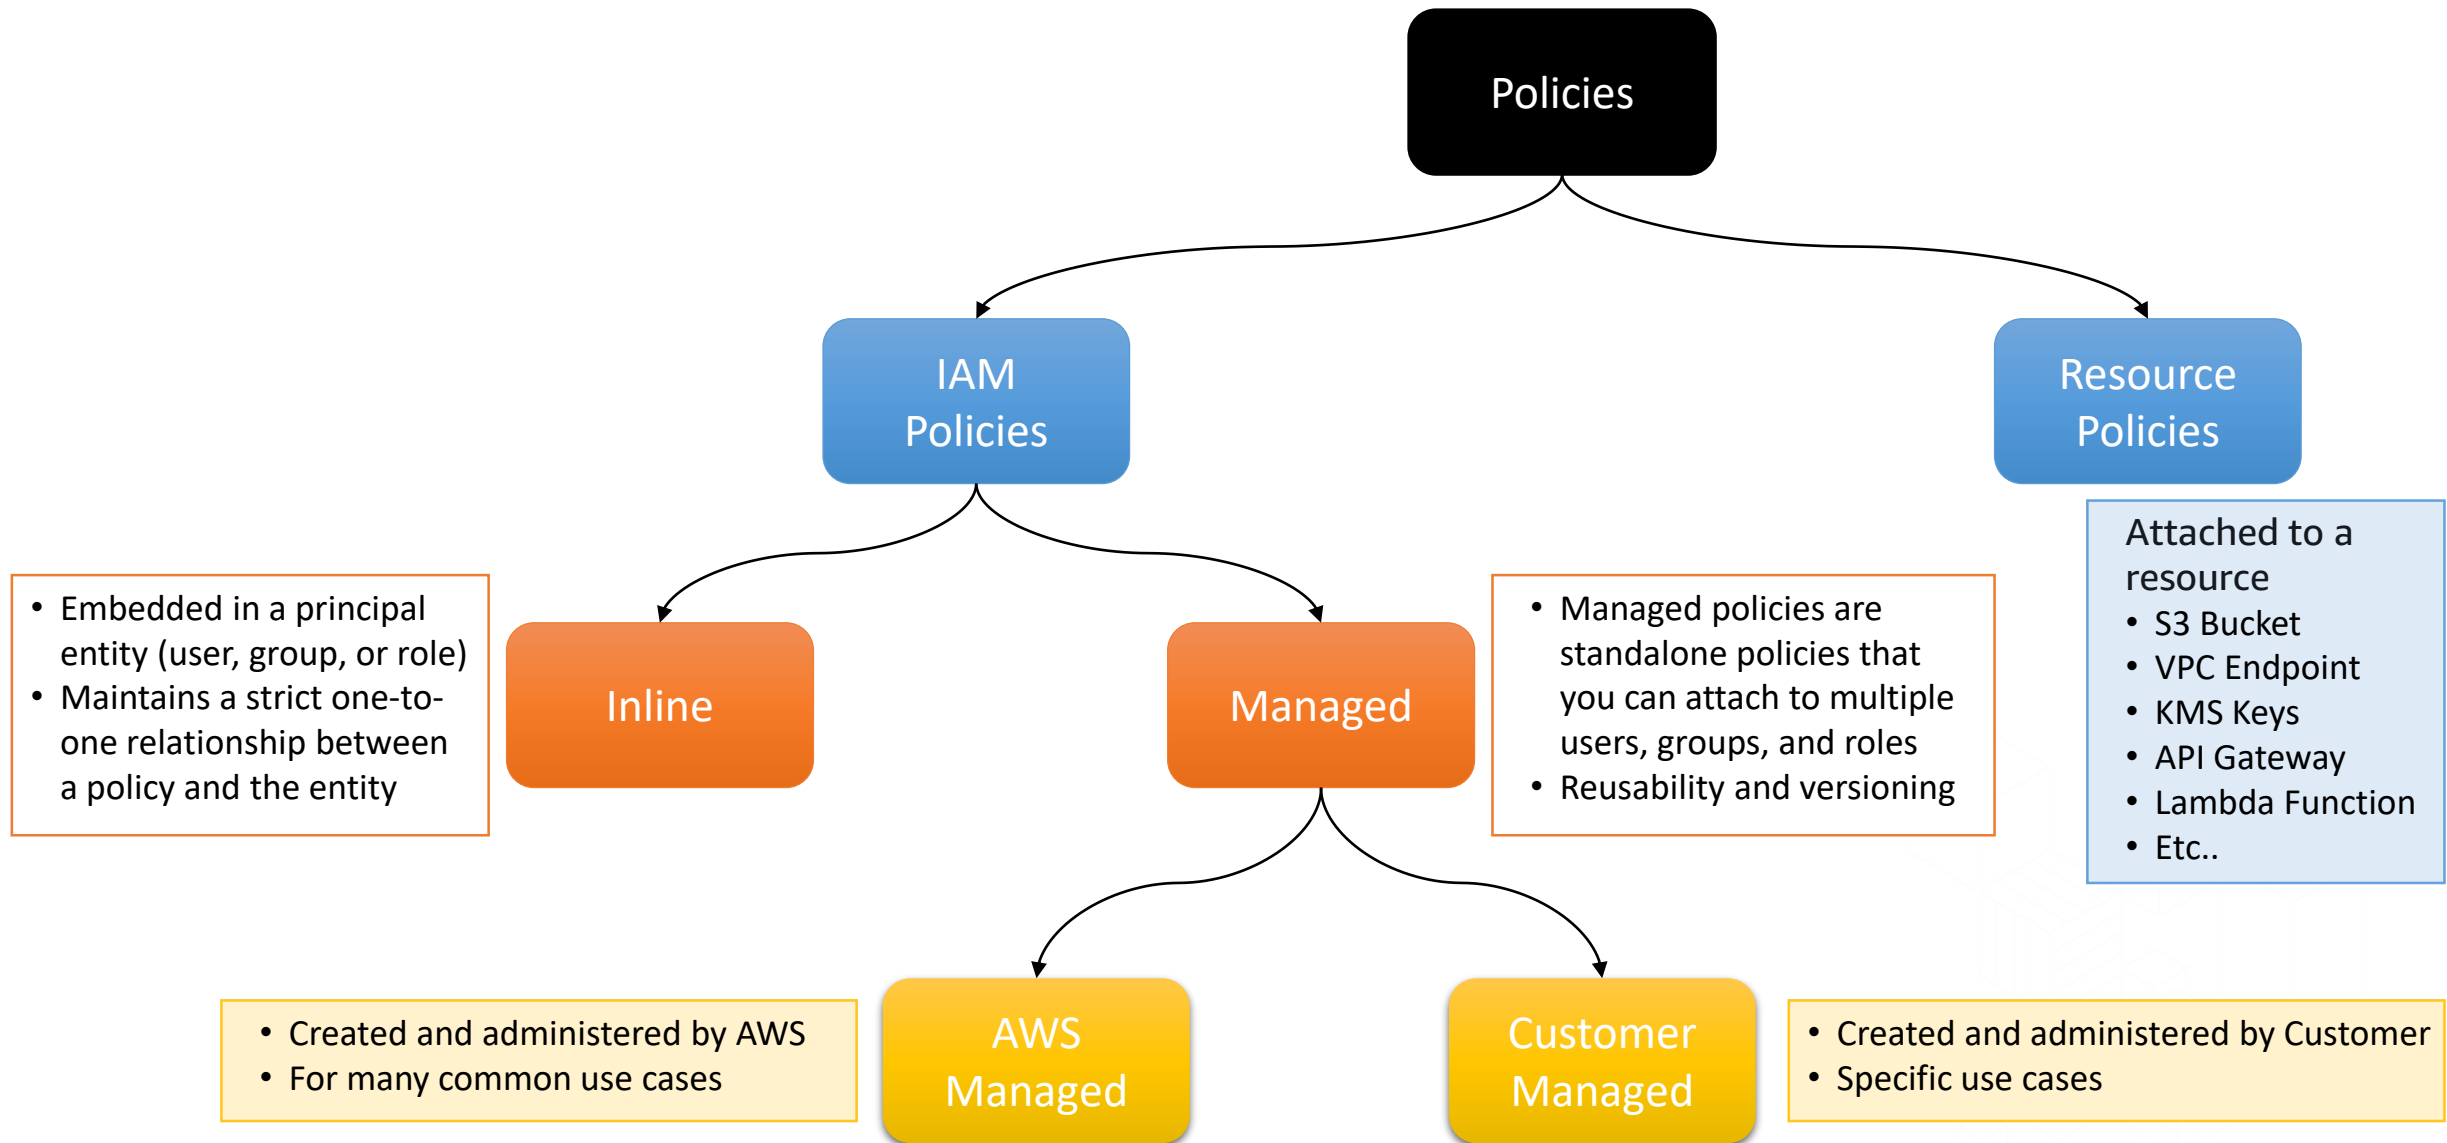 Policies
IAM
Policies
Resource
Policies
Attached to a
resource
• S3 Bucket
• VPC Endpoint
• KMS Keys
• API Gateway
• Lambda Function
• Etc..
• Embedded in a principal
entity (user, group, or role)
• Maintains a strict one-to-
one relationship between
a policy and the entity
Inline
Managed
• Managed policies are
standalone policies that
you can attach to multiple
users, groups, and roles
• Reusability and versioning
• Created and administered by AWS
• For many common use cases
AWS
Managed
Customer
Managed
• Created and administered by Customer
• Specific use cases